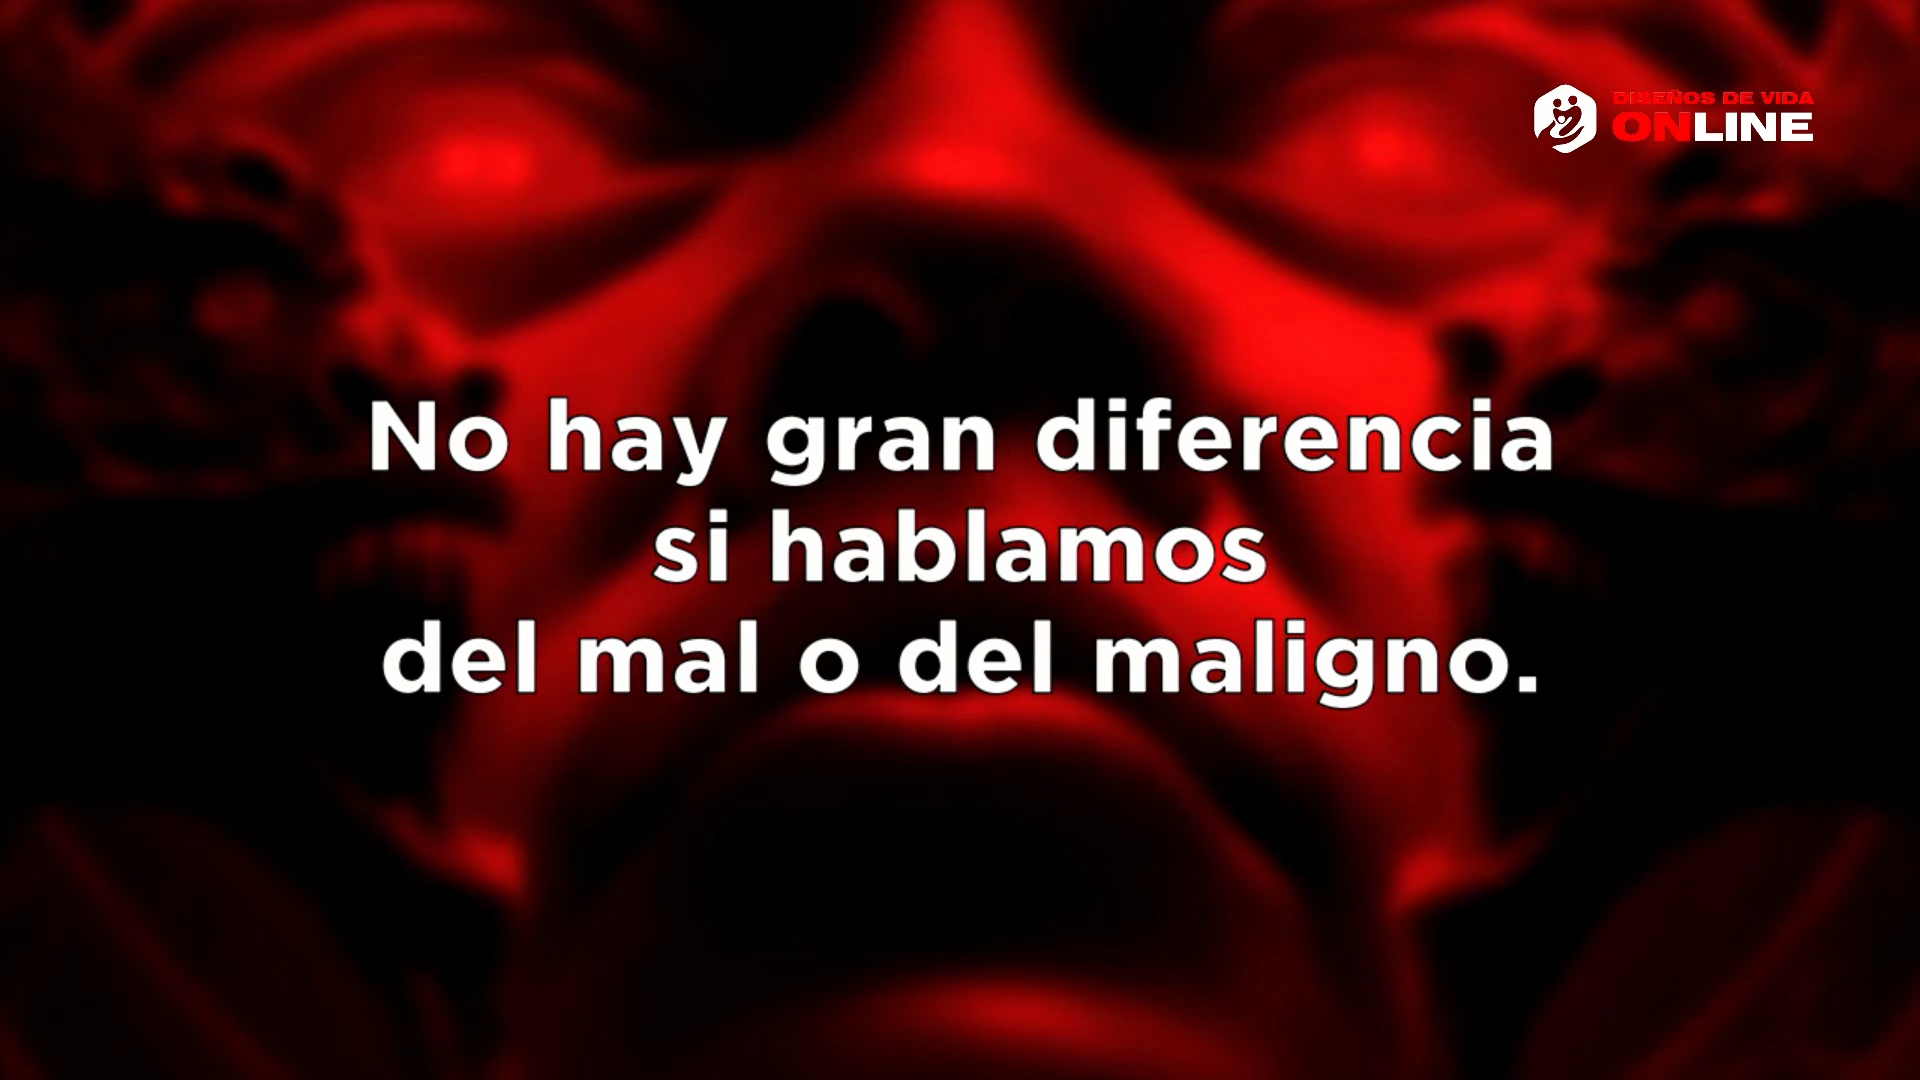 DISEÑOS DE VIDA
ONLINE
No hay gran diferencia
si hablamos
del mal o del maligno.